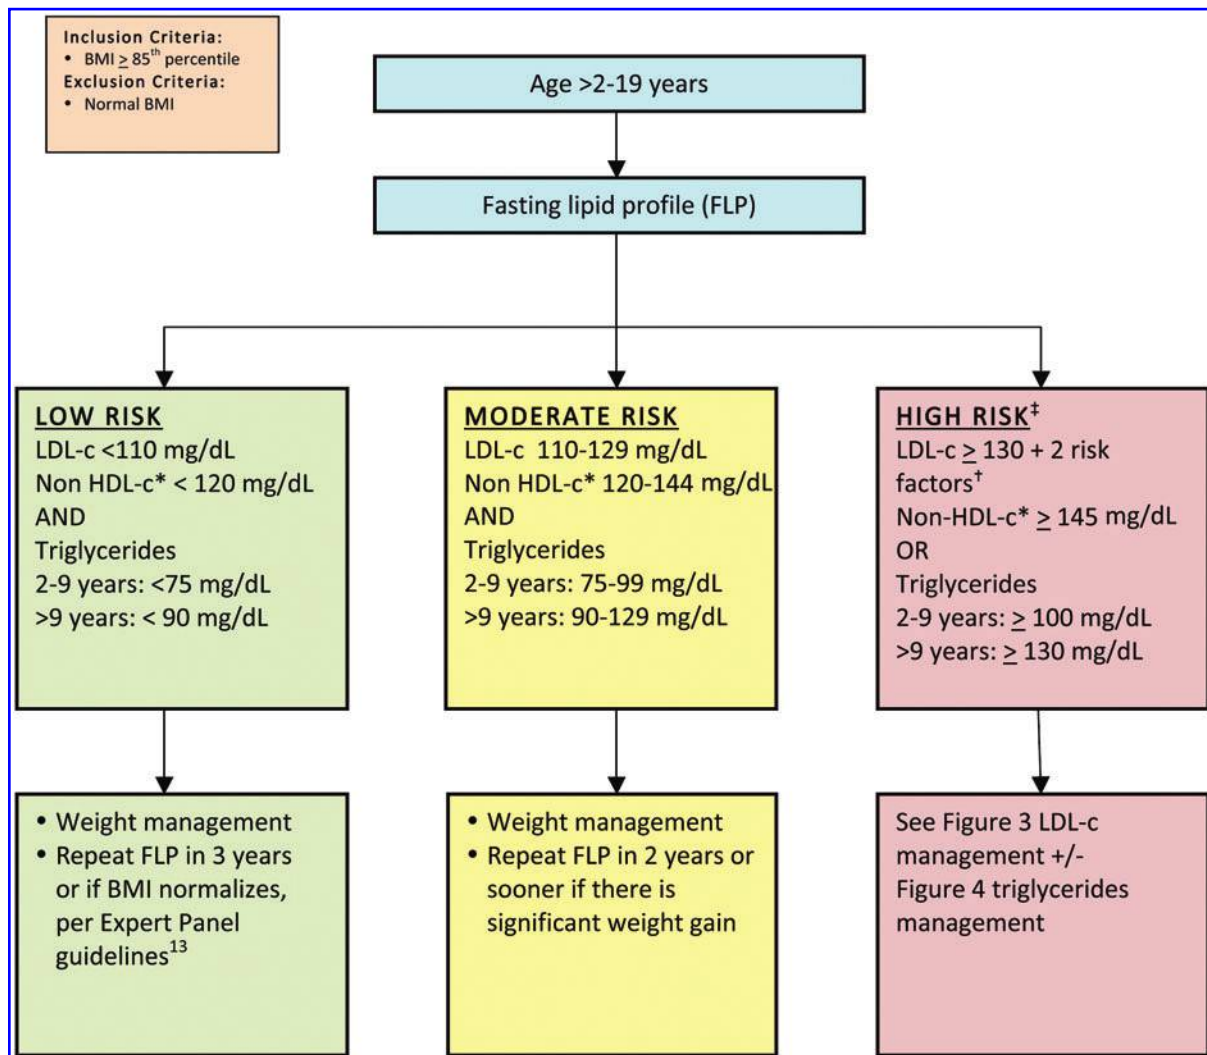 Inclusion Criteria:
• BMI ≥ 85th percentile
Exclusion Criteria:
• Normal BMI
Age >2-19 years
Fasting lipid profile (FLP)
LOW RISK
LDL-c <110 mg/dL
Non HDL-c* < 120 mg/dL
AND
Triglycerides
2-9 years: <75 mg/dL
>9 years: < 90 mg/dL
MODERATE RISK
LDL-c 110-129 mg/dL
Non HDL-c* 120-144 mg/dL
AND
Triglycerides
2-9 years: 75-99 mg/dL
>9 years: 90-129 mg/dL
HIGH RISK‡
LDL-c ≥ 130 + 2 risk
factors†
Non-HDL-c* ≥ 145 mg/dL
OR
Triglycerides
2-9 years: ≥ 100 mg/dL
>9 years: ≥ 130 mg/dL
• Weight management
• Repeat FLP in 3 years
or if BMI normalizes,
per Expert Panel
guidelines13
• Weight management
• Repeat FLP in 2 years or
sooner if there is
significant weight gain
See Figure 3 LDL-c
management +/-
Figure 4 triglycerides
management